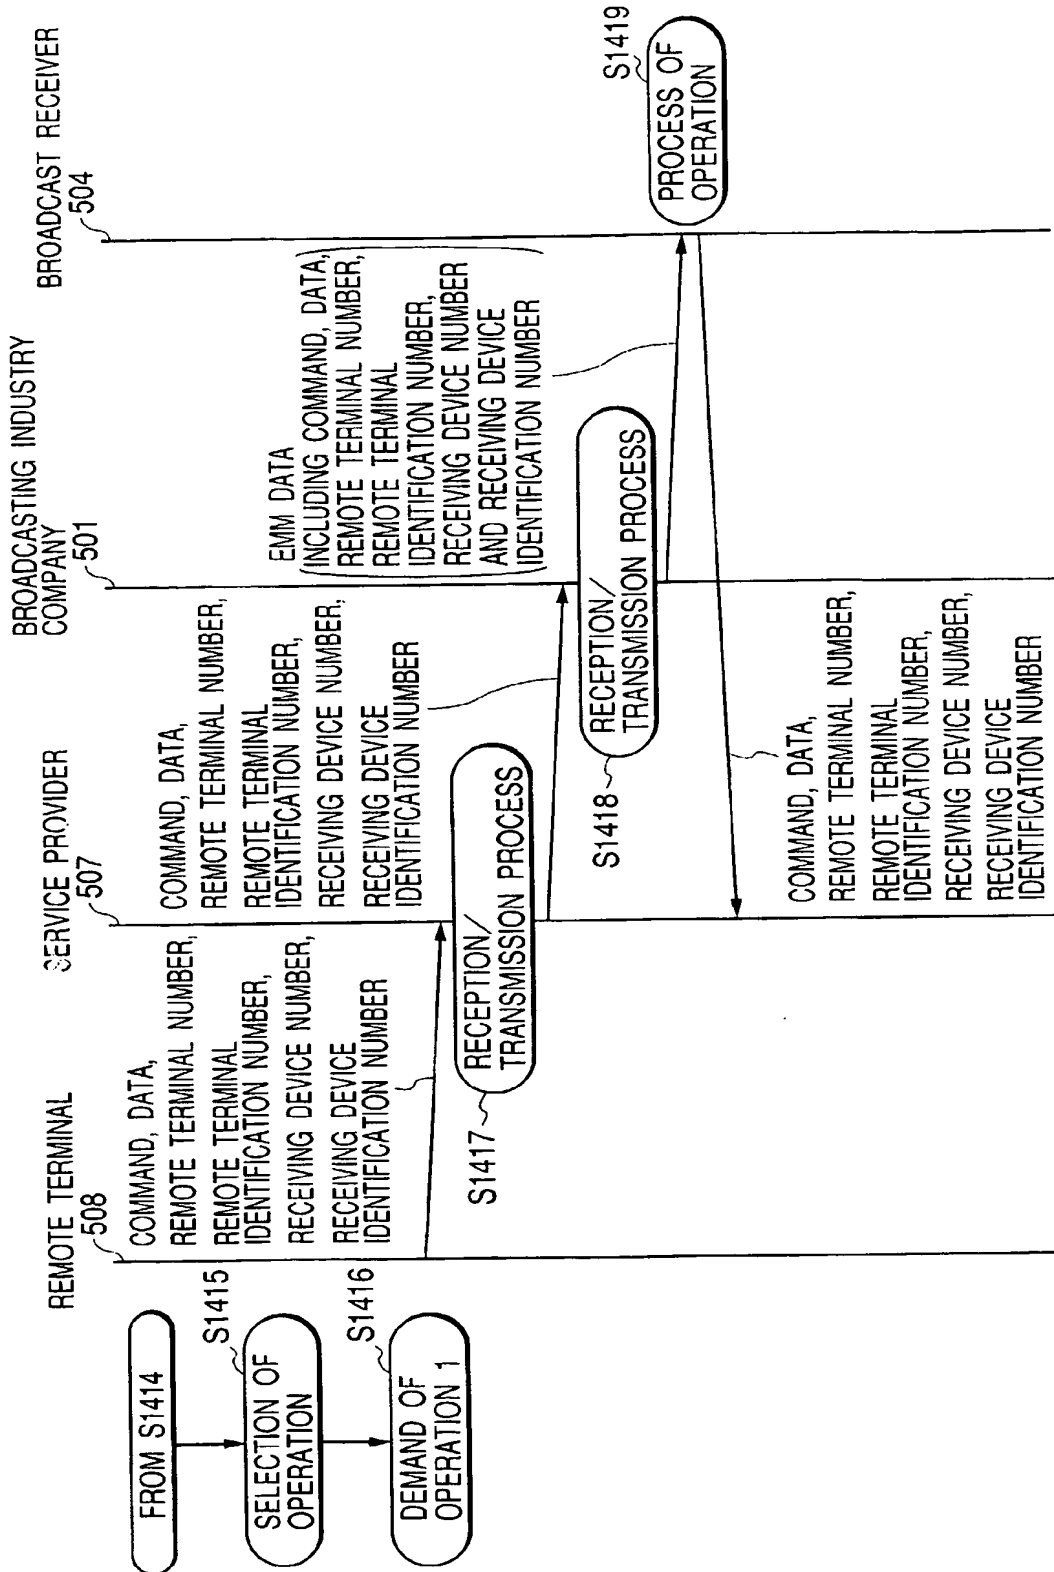 REMOTE TERMINAL
508
SERVICE PROVIDER
507
BROADCASTING INDUSTRY
COMPANY
501
BROADCAST RECEIVER
504
FROM S1414
S1415
SELECTION OF
OPERATION
S1416
DEMAND OF
OPERATION 1
COMMAND, DATA,
REMOTE TERMINAL NUMBER,
REMOTE TERMINAL
IDENTIFICATION NUMBER,
RECEIVING DEVICE NUMBER,
RECEIVING DEVICE
IDENTIFICATION NUMBER
S1417
RECEPTION/
TRANSMISSION PROCESS
COMMAND, DATA,
REMOTE TERMINAL NUMBER,
REMOTE TERMINAL
IDENTIFICATION NUMBER,
RECEIVING DEVICE NUMBER,
RECEIVING DEVICE
IDENTIFICATION NUMBER
S1418
RECEPTION/
TRANSMISSION PROCESS
EMM DATA
INCLUDING COMMAND, DATA,
REMOTE TERMINAL NUMBER,
REMOTE TERMINAL
IDENTIFICATION NUMBER,
RECEIVING DEVICE NUMBER
AND RECEIVING DEVICE
IDENTIFICATION NUMBER
S1419
PROCESS OF
OPERATION
COMMAND, DATA,
REMOTE TERMINAL NUMBER,
REMOTE TERMINAL
IDENTIFICATION NUMBER,
RECEIVING DEVICE NUMBER,
RECEIVING DEVICE
IDENTIFICATION NUMBER